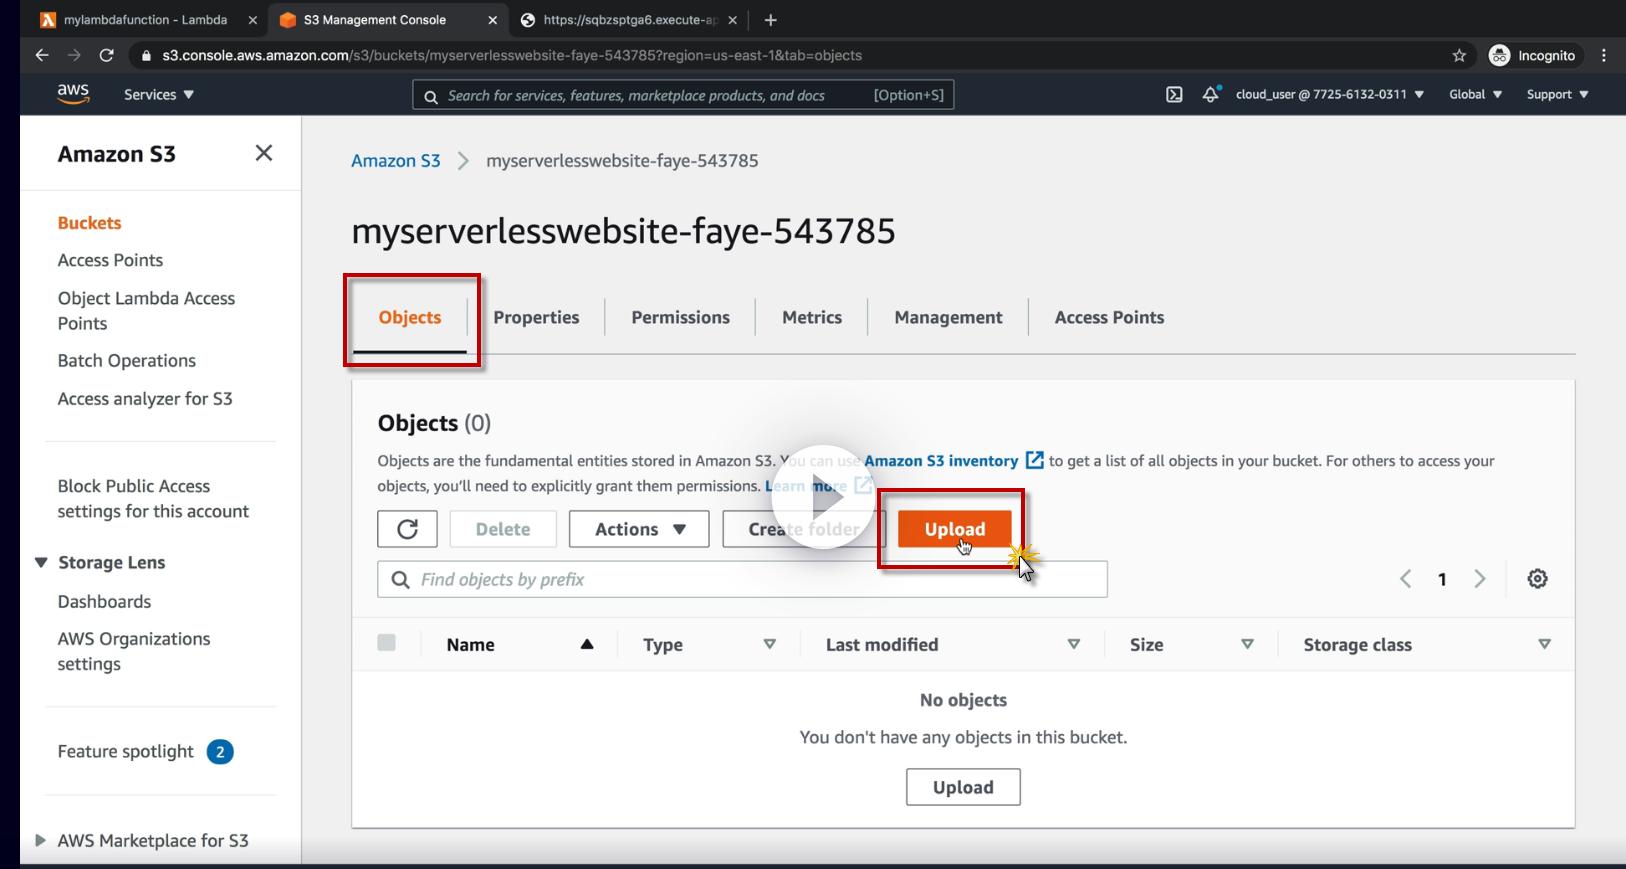 mylambdafunction - Lambda
S3 Management Console
https://sqbzsptga6.execute-ap
s3.console.aws.amazon.com/s3/buckets/myserverlesswebsite-faye-543785?region=us-east-1&tab=objects
Incognito
aws
Services
Search for services, features, marketplace products, and docs
[Option+S]
cloud_user @ 7725-6132-0311
Global
Support
Amazon S3
Buckets
Access Points
Object Lambda Access
Points
Batch Operations
Access analyzer for S3
Block Public Access
settings for this account
Storage Lens
Dashboards
AWS Organizations
settings
Feature spotlight 2
AWS Marketplace for S3
Amazon S3
myserverlesswebsite-faye-543785
myserverlesswebsite-faye-543785
Objects
Properties
Permissions
Metrics
Management
Access Points
Objects (0)
Objects are the fundamental entities stored in Amazon S3. You can use Amazon S3 inventory to get a list of all objects in your bucket. For others to access your
objects, you'll need to explicitly grant them permissions. Learn more
Delete
Actions
Create folder
Upload
Find objects by prefix
1
Name
Type
Last modified
Size
Storage class
No objects
You don't have any objects in this bucket.
Upload